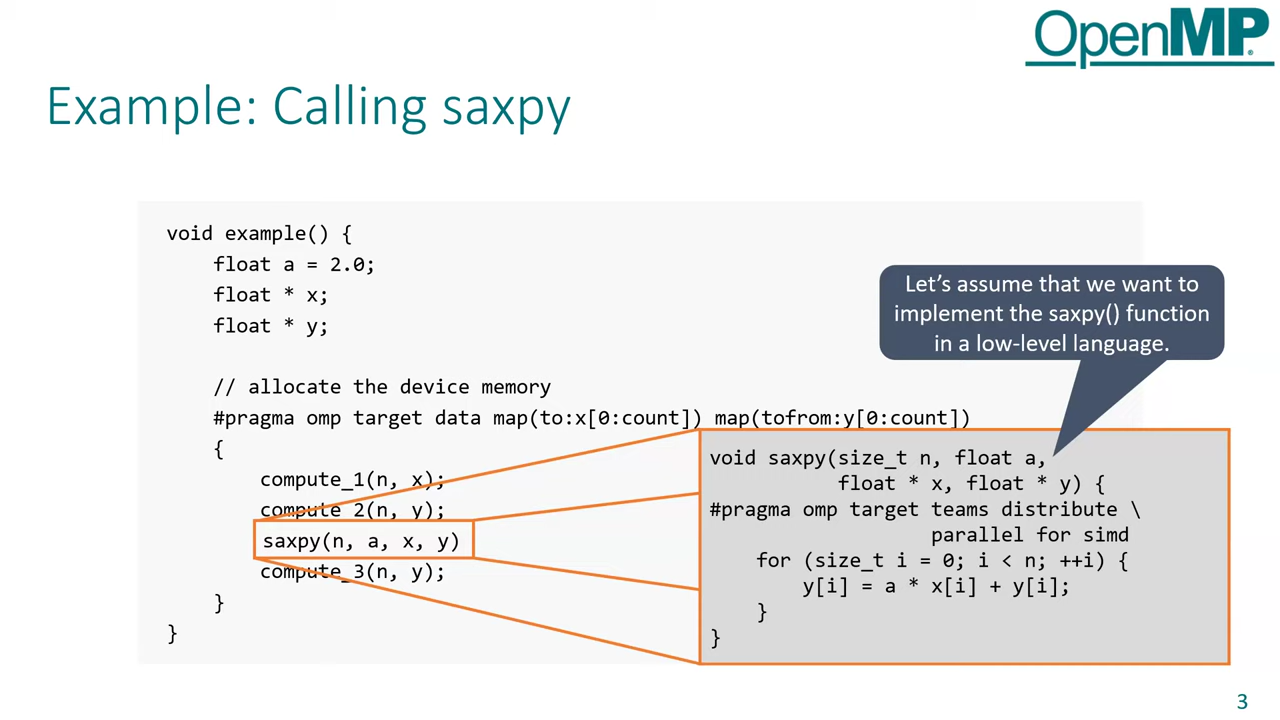 OpenMP®
Example: Calling saxpy
void example() {
float a = 2.0;
float * x;
float * y;
// allocate the device memory
#pragma omp target data map(to:x[0:count]) map(tofrom:y[0:count])
{
compute_1(n, x);
compute_2(n, y);
saxpy(n, a, x, y)
compute_3(n, y);
}
}
Let’s assume that we want to
implement the saxpy() function
in a low-level language.
void saxpy(size_t n, float a,
float * x, float * y) {
#pragma omp target teams distribute \
parallel for simd
for (size_t i = 0; i < n; ++i) {
y[i] = a * x[i] + y[i];
}
}
3